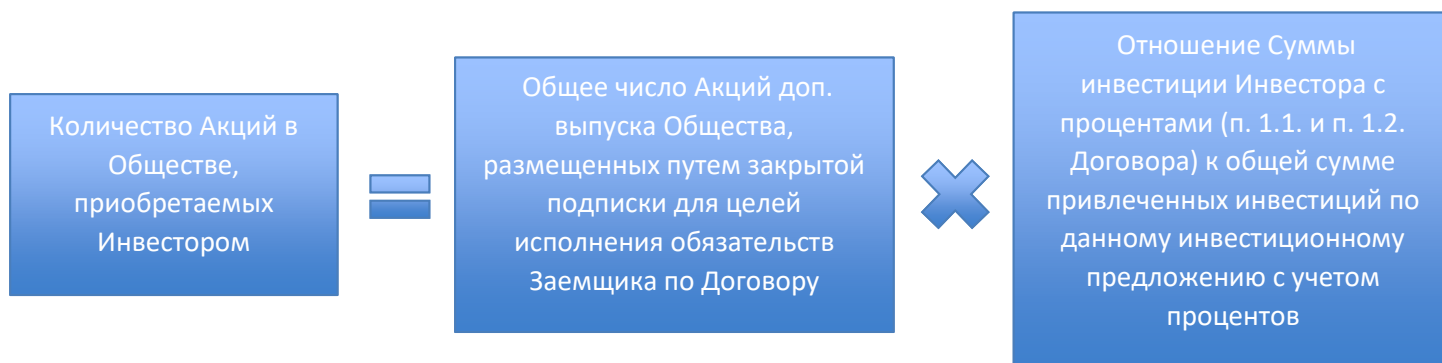 Количество Акций в
Обществе,
приобретаемых
Инвестором
Общее число Акций доп.
выпуска Общества,
размещенных путем закрытой
подписки для целей
исполнения обязательств
Заемщика по Договору
Отношение Суммы
инвестиции Инвестора с
процентами (п. 1.1. и п. 1.2.
Договора) к общей сумме
привлеченных инвестиций по
данному инвестиционному
предложению с учетом
процентов